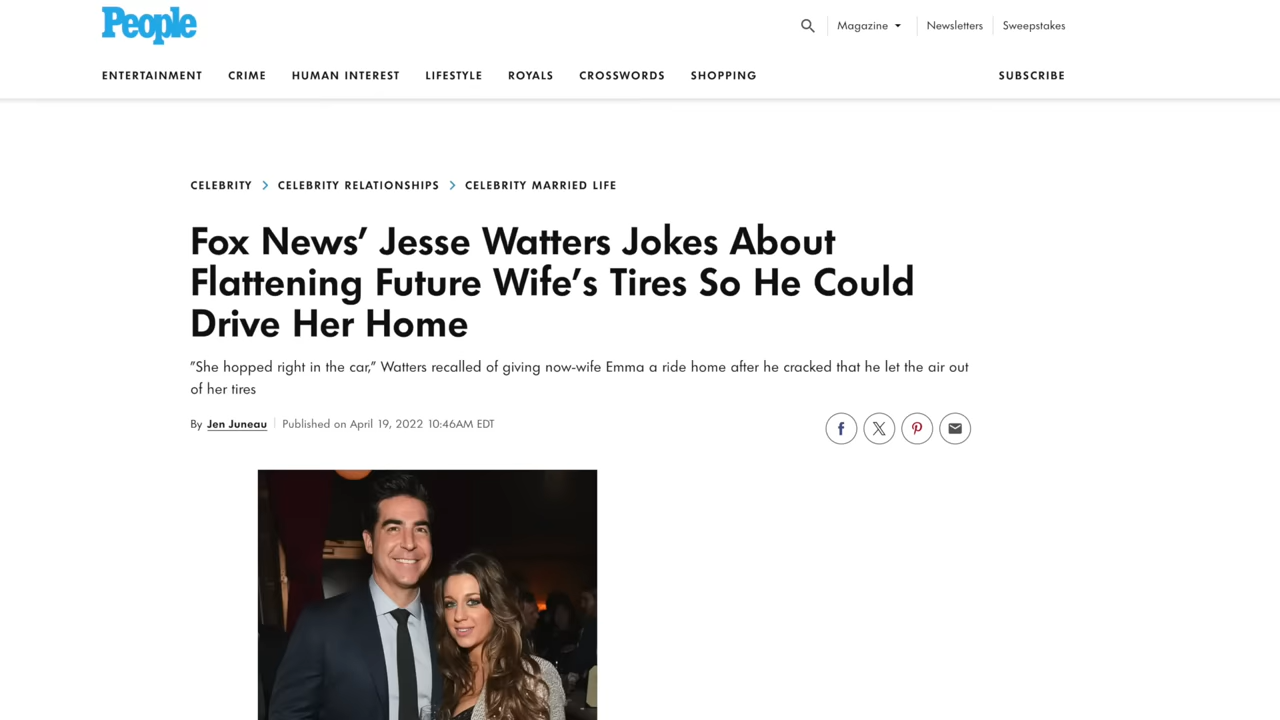 People
Magazine
Newsletters
Sweepstakes
ENTERTAINMENT CRIME HUMAN INTEREST LIFESTYLE ROYALS CROSSWORDS SHOPPING SUBSCRIBE
CELEBRITY > CELEBRITY RELATIONSHIPS > CELEBRITY MARRIED LIFE
Fox News’ Jesse Watters Jokes About
Flattening Future Wife’s Tires So He Could
Drive Her Home
"She hopped right in the car," Watters recalled of giving now-wife Emma a ride home after he cracked that he let the air out
of her tires
By Jen Juneau | Published on April 19, 2022 10:46AM EDT